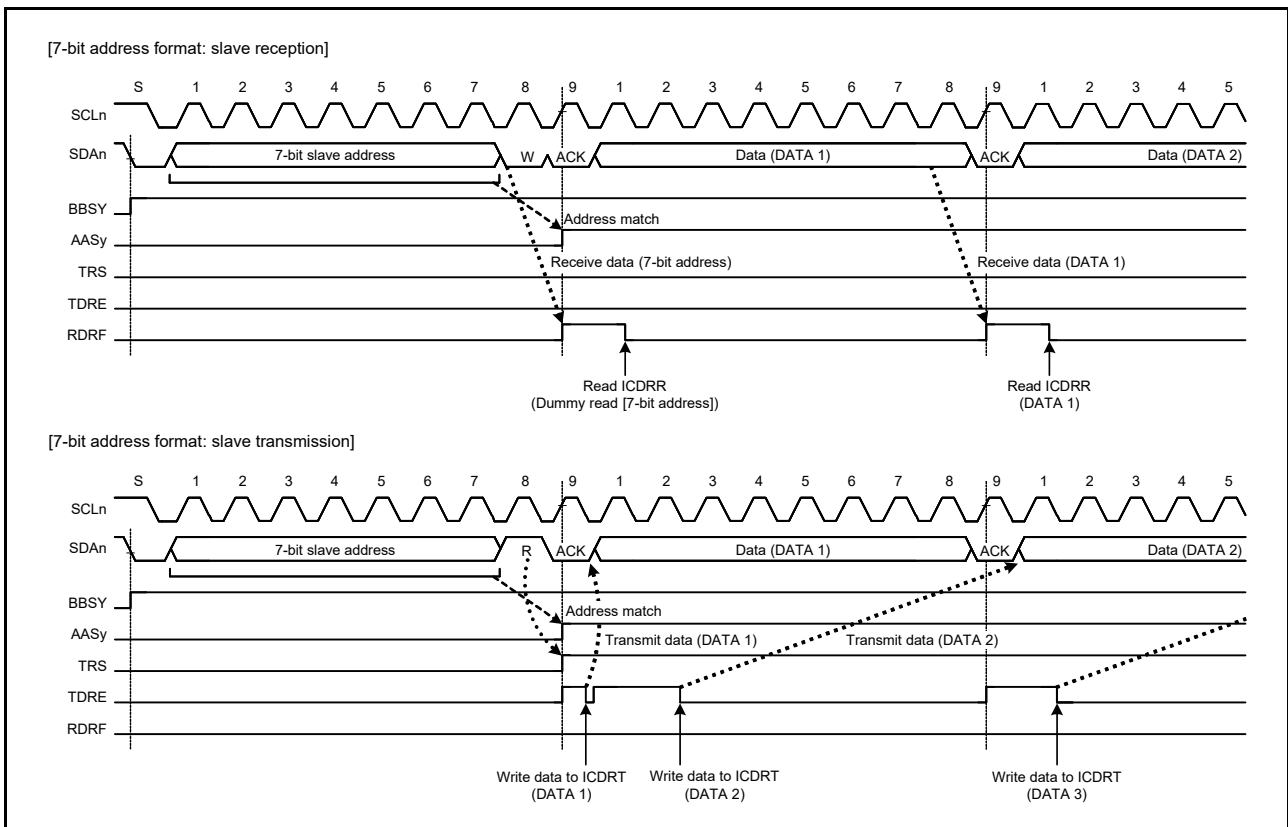 [7-bit address format: slave reception]
S 1 2 3 4 5 6 7 8 9 1 2 3 4 5 6 7 8 9 1 2 3 4 5
SCLn
SDAn 7-bit slave address W ACK Data (DATA 1) ACK Data (DATA 2)
BBSY
Address match
AASy
Receive data (7-bit address) Receive data (DATA 1)
TRS
TDRE
RDRF
Read ICDRR Read ICDRR
(Dummy read [7-bit address]) (DATA 1)
[7-bit address format: slave transmission]
S 1 2 3 4 5 6 7 8 9 1 2 3 4 5 6 7 8 9 1 2 3 4 5
SCLn
SDAn 7-bit slave address R ACK Data (DATA 1) ACK Data (DATA 2)
BBSY
Address match
AASy
Transmit data (DATA 1) Transmit data (DATA 2)
TRS
TDRE
RDRF
Write data to ICDRT Write data to ICDRT Write data to ICDRT
(DATA 1) (DATA 2) (DATA 3)